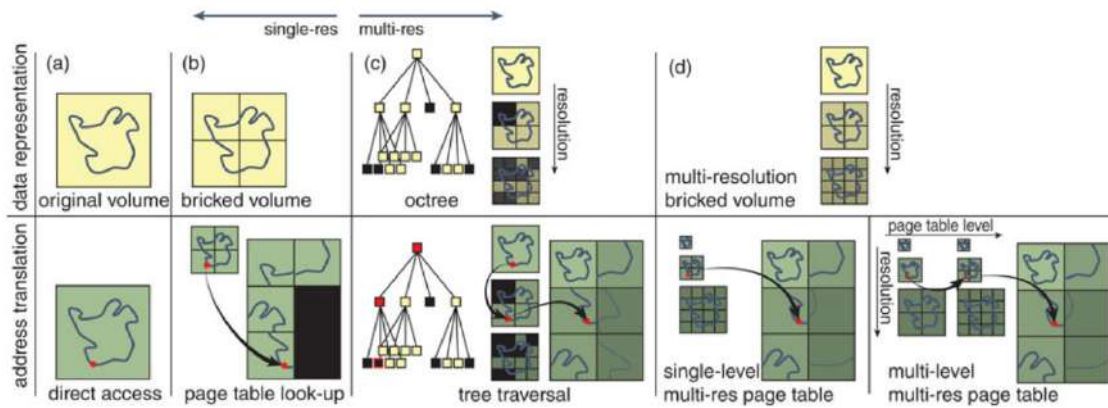 single-res multi-res
data representation
(a)
original volume
(b)
bricked volume
(c)
octree
resolution
(d)
multi-resolution
bricked volume
resolution
address translation
direct access
page table look-up
tree traversal
single-level
multi-res page table
page table level
resolution
multi-level
multi-res page table